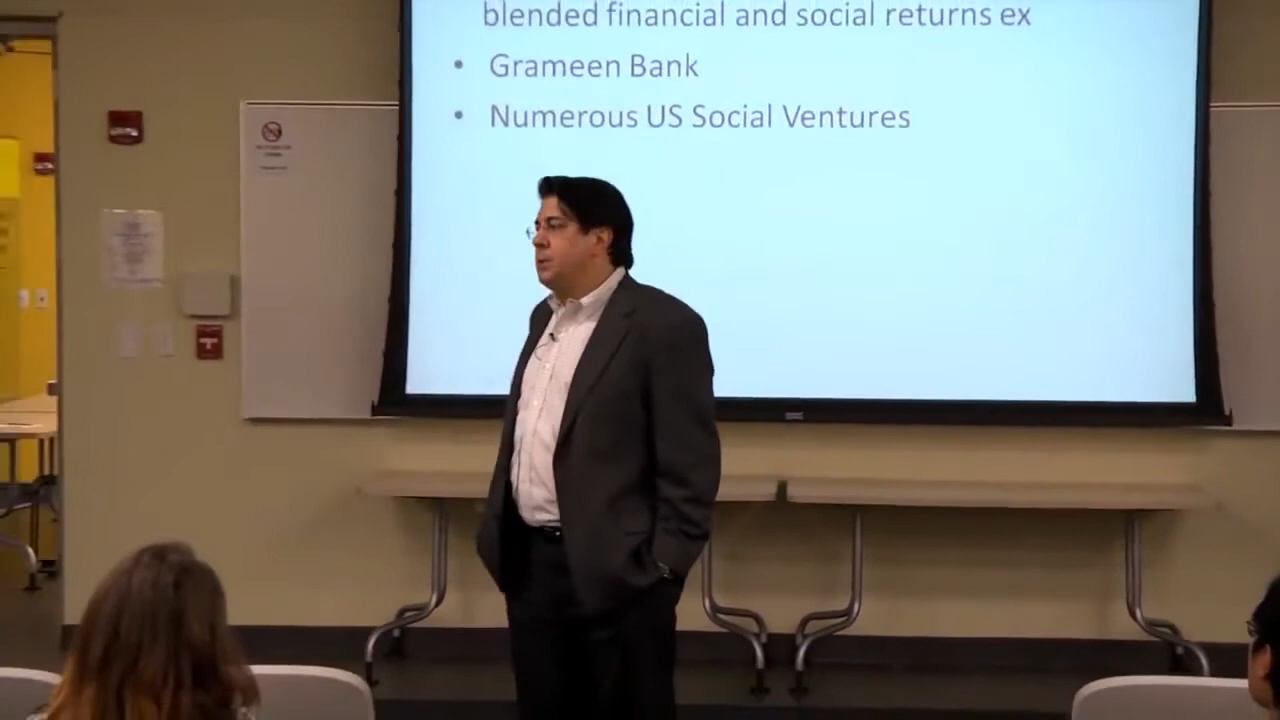 blended financial and social returns ex
• Grameen Bank
• Numerous US Social Ventures